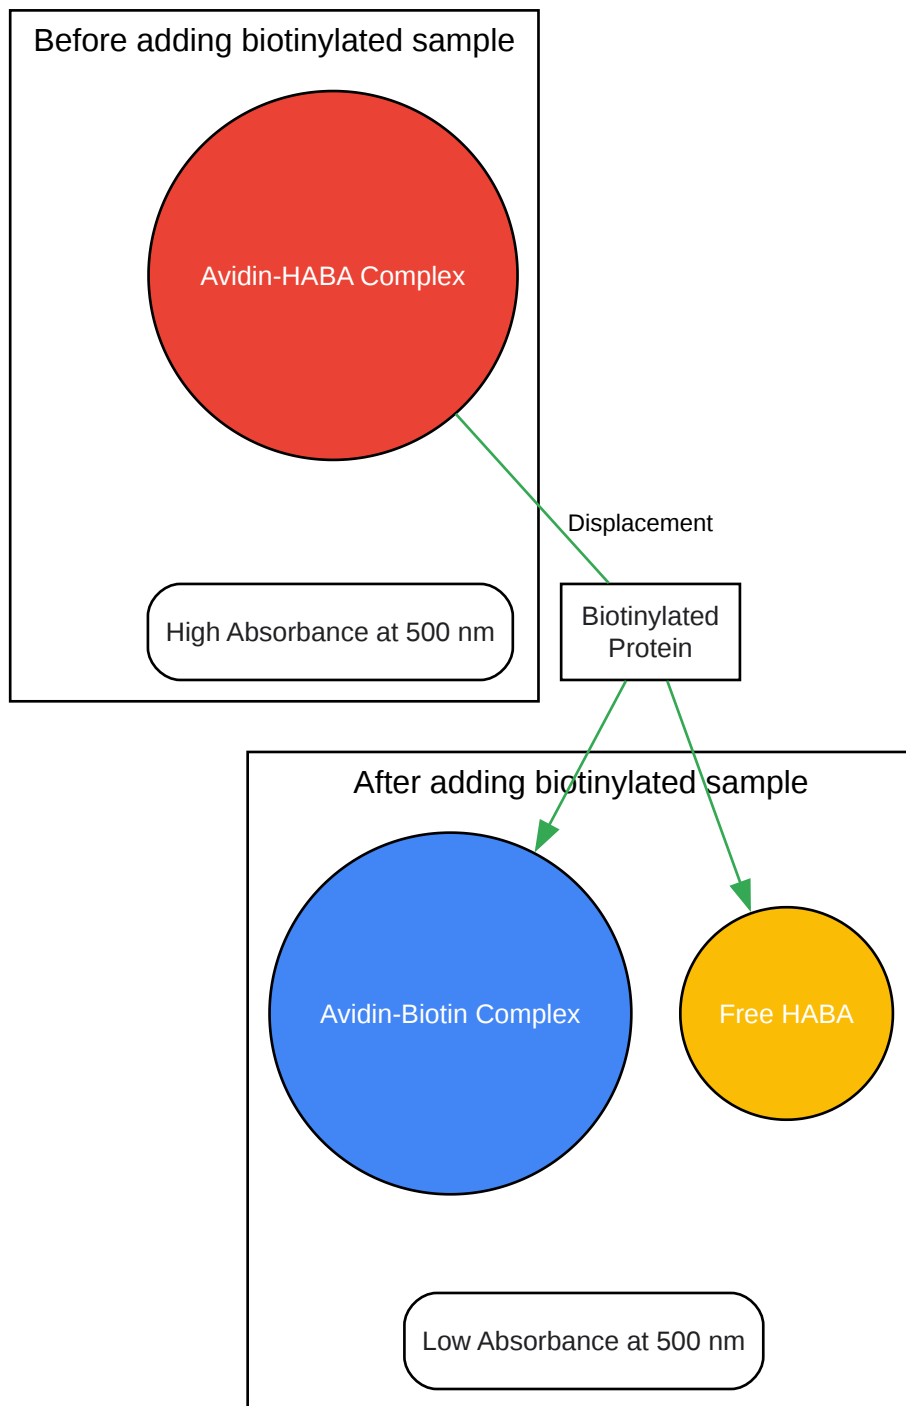 Before adding biotinylated sample
Avidin-HABA Complex
Displacement
High Absorbance at 500 nm
Biotinylated
Protein
After adding biotinylated sample
Avidin-Biotin Complex
Free HABA
Low Absorbance at 500 nm